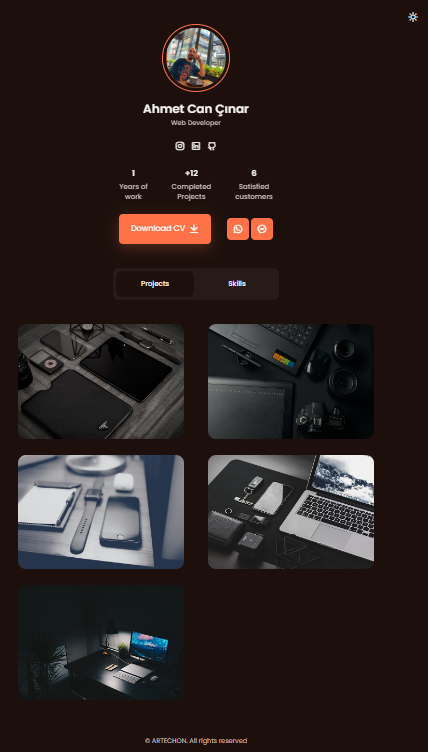 Ahmet Can Çınar
Web Developer
1
Years of
work
+12
Completed
Projects
6
Satisfied
customers
Download CV
Projects
Skills
© ARTECHON. All rights reserved